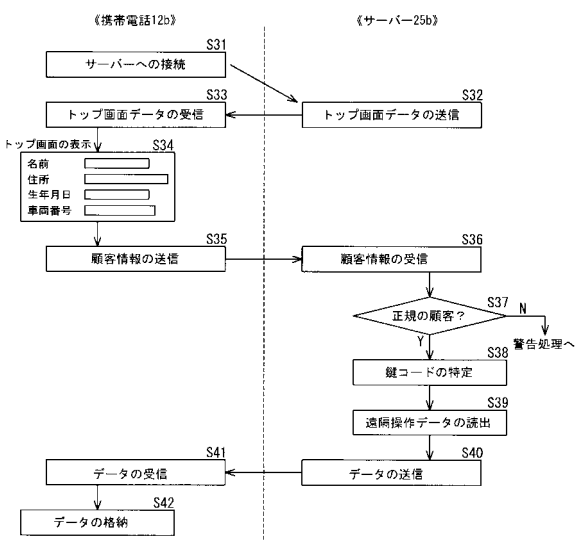 《携帯電話12b》
《サーバー25b》
S31
サーバーへの接続
S32
トップ画面データの送信
S33
トップ画面データの受信
トップ画面の表示
S34
名前
住所
生年月日
車両番号
S35
顧客情報の送信
S36
顧客情報の受信
S37
正規の顧客?
N
警告処理へ
Y
S38
鍵コードの特定
S39
遠隔操作データの読出
S40
データの送信
S41
データの受信
S42
データの格納